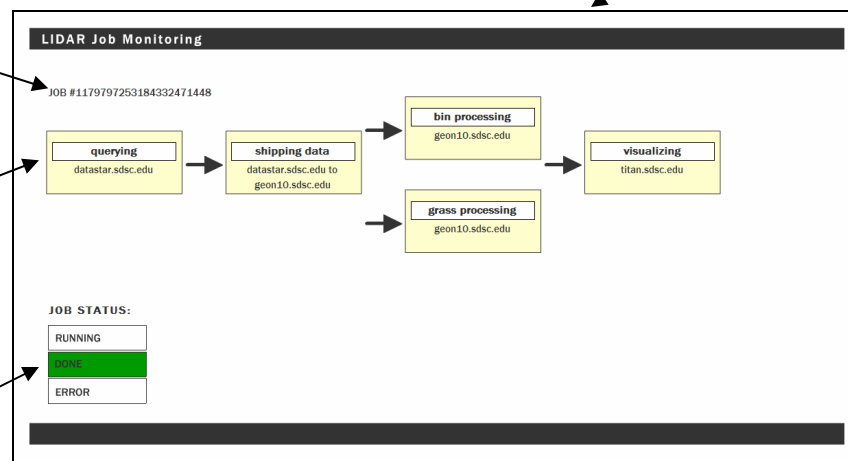 LIDAR Job Monitoring
JOB #1179797253184332471448
querying
datastar.sdsc.edu
shipping data
datastar.sdsc.edu to
geon10.sdsc.edu
bin processing
geon10.sdsc.edu
grass processing
geon10.sdsc.edu
visualizing
titan.sdsc.edu
JOB STATUS:
RUNNING
DONE
ERROR